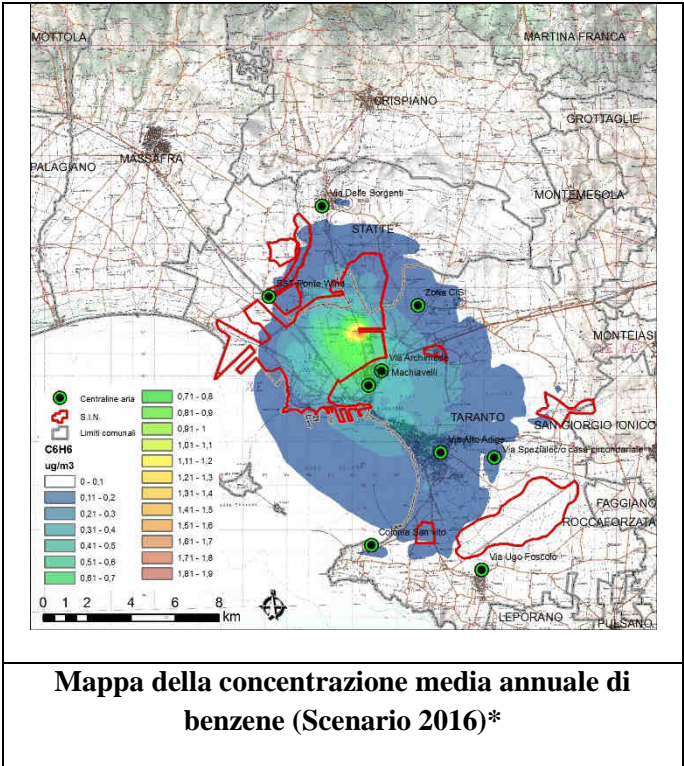 MOTTOLA
MARTINA FRANCA
CRISPIANO
GROTTAGLIE
MASSAFRA
PALAGIANO
MONTEMESOLA
Via Delle Sorgenti
STATTE
SS7 Ponte Wind
Zona CISI
MONTEIASI
Via Archimede
Machiavelli
TARANTO
SAN GIORGIO IONICO
Via Alto Adige
Via Speziale c/o casa circondariale
FAGGIANO
ROCCAFORZATA
Colonia San Vito
Via Ugo Foscolo
LEPORANO
PULSANO
Centraline aria
S.I.N.
Limiti comunali
C6H6
ug/m3
0 - 0,1
0,11 - 0,2
0,21 - 0,3
0,31 - 0,4
0,41 - 0,5
0,51 - 0,6
0,61 - 0,7
0,71 - 0,8
0,81 - 0,9
0,91 - 1
1,01 - 1,1
1,11 - 1,2
1,21 - 1,3
1,31 - 1,4
1,41 - 1,5
1,51 - 1,6
1,61 - 1,7
1,71 - 1,8
1,81 - 1,9
0 1 2 4 6 8
km
Mappa della concentrazione media annuale di
benzene (Scenario 2016)*